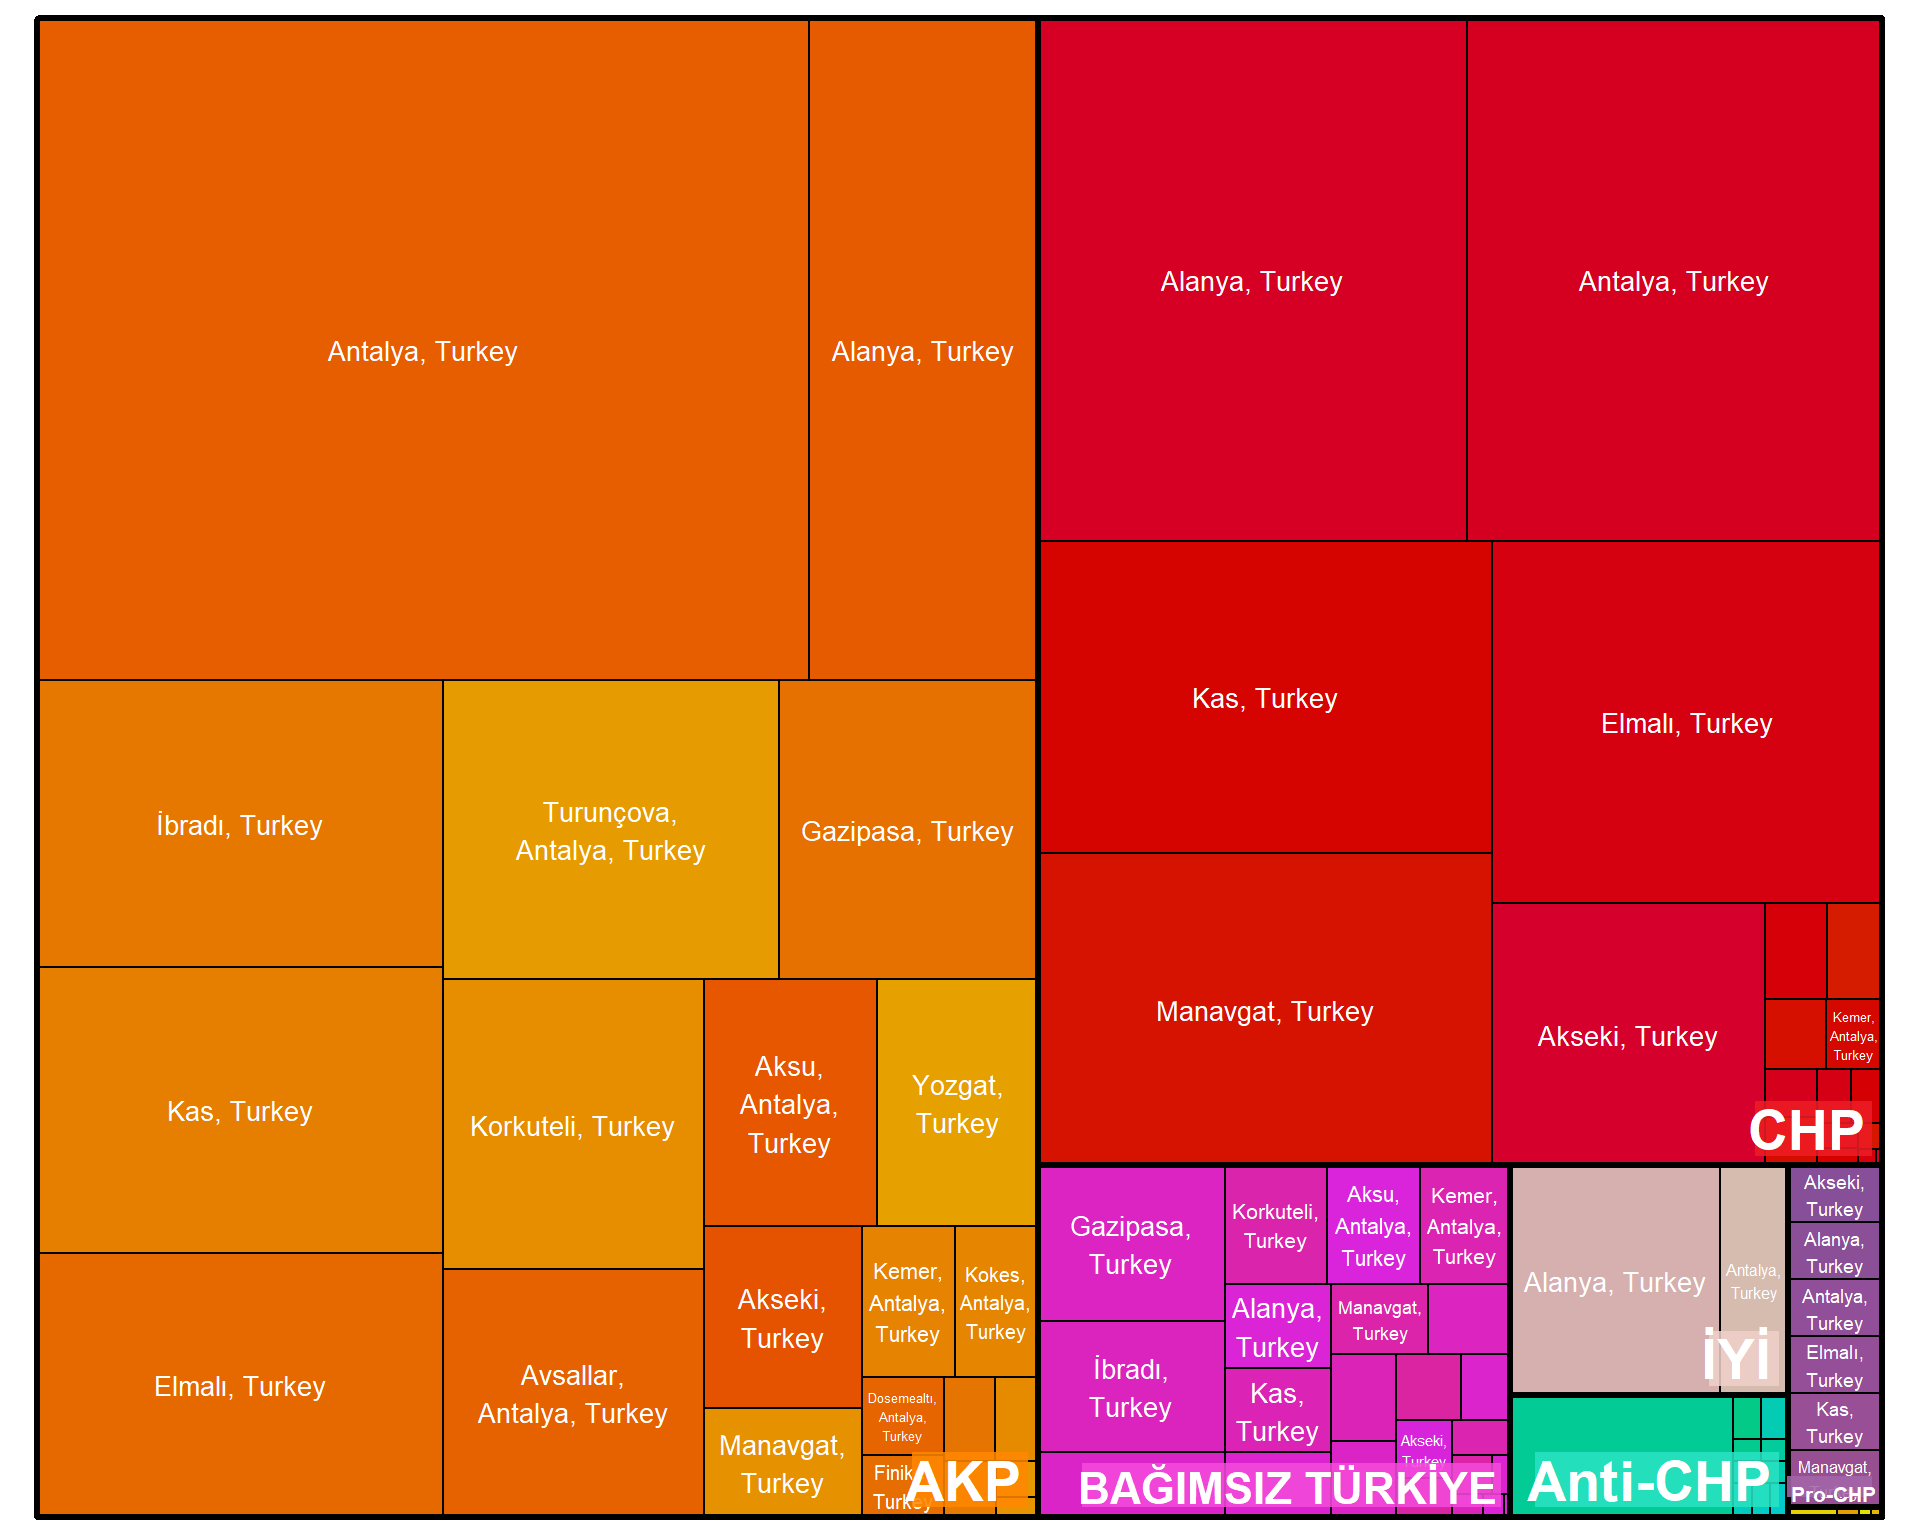 Antalya, Turkey
Alanya, Turkey
İbradı, Turkey
Turunçova,
Antalya, Turkey
Gazipasa, Turkey
Kas, Turkey
Korkuteli, Turkey
Aksu,
Antalya,
Turkey
Yozgat,
Turkey
Elmalı, Turkey
Avsallar,
Antalya, Turkey
Akseki,
Turkey
Kemer,
Antalya,
Turkey
Kokes,
Antalya,
Turkey
Manavgat,
Turkey
Dosemealtı,
Antalya,
Turkey
Turkey
AKP
Alanya, Turkey
Antalya, Turkey
Kas, Turkey
Elmalı, Turkey
Manavgat, Turkey
Akseki, Turkey
Kemer,
Antalya,
Turkey
CHP
Gazipasa,
Turkey
Korkuteli,
Turkey
Aksu,
Antalya,
Turkey
Kemer,
Antalya,
Turkey
İbradı,
Turkey
Alanya,
Turkey
Manavgat,
Turkey
Kas,
Turkey
Akseki,
Turkey
BAĞIMSIZ TÜRKİYE
Alanya, Turkey
Antalya,
Turkey
İYİ
Anti-CHP
Akseki,
Turkey
Alanya,
Turkey
Antalya,
Turkey
Elmalı,
Turkey
Kas,
Turkey
Manavgat,
Pro-CHP